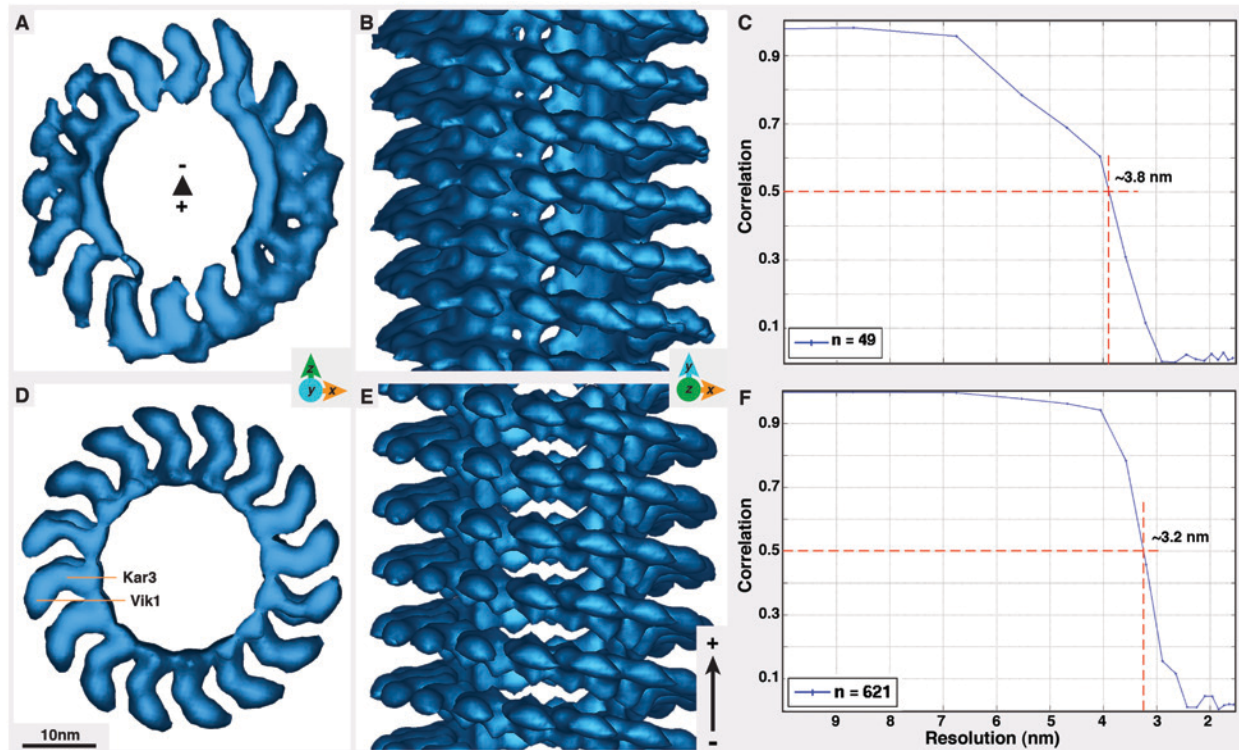 A
-
+
B
z
y
x
C
Correlation
0.9
0.7
0.5
0.3
0.1
~3.8 nm
n = 49
D
Kar3
Vik1
10nm
E
y
z
x
+
-
F
Correlation
0.9
0.7
0.5
0.3
0.1
~3.2 nm
n = 621
9 8 7 6 5 4 3 2
Resolution (nm)